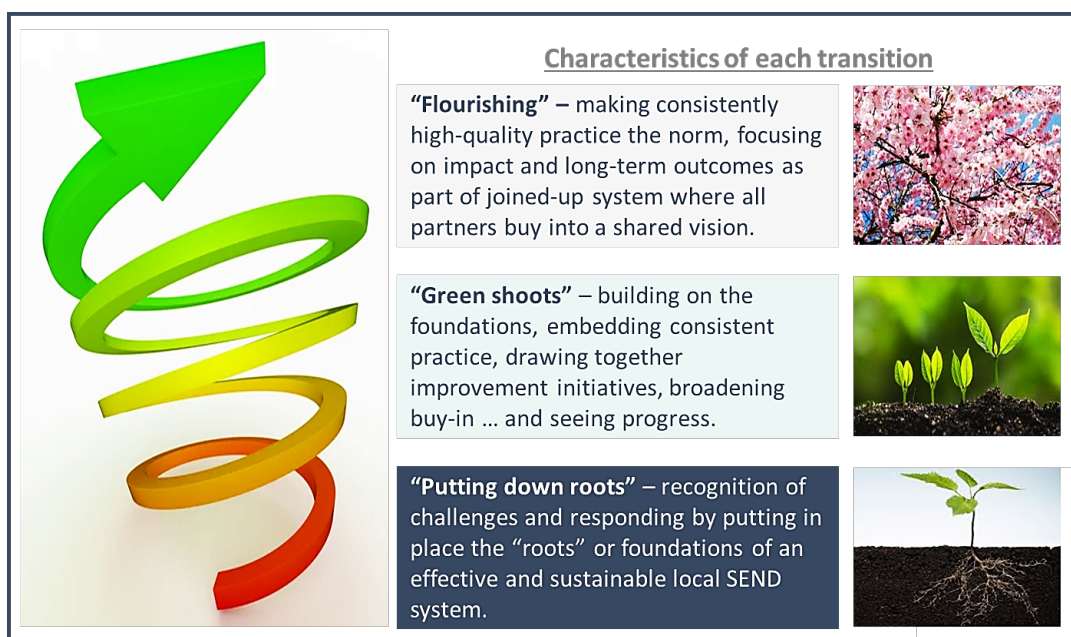 Characteristics of each transition
“Flourishing” – making consistently
high-quality practice the norm, focusing
on impact and long-term outcomes as
part of joined-up system where all
partners buy into a shared vision.
“Green shoots” – building on the
foundations, embedding consistent
practice, drawing together
improvement initiatives, broadening
buy-in ... and seeing progress.
“Putting down roots” – recognition of
challenges and responding by putting in
place the “roots” or foundations of an
effective and sustainable local SEND
system.